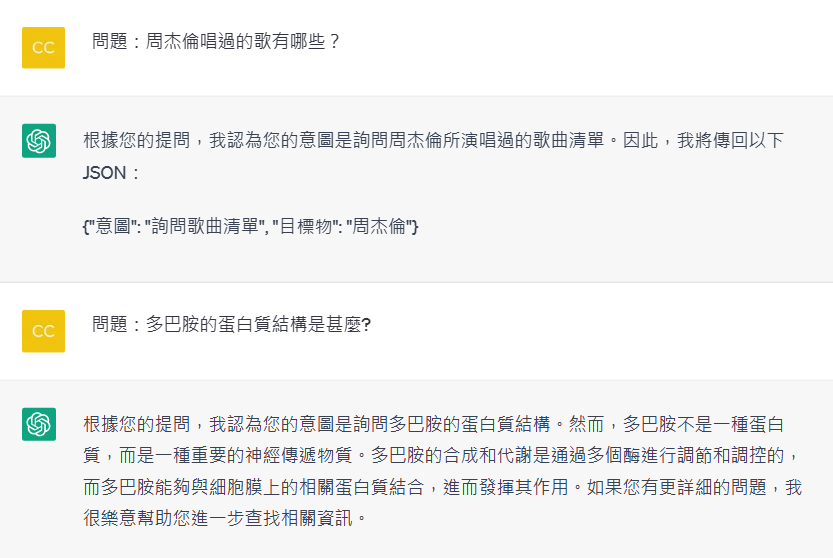 CC
問題：周杰倫唱過的歌有哪些？
根據您的提問，我認為您的意圖是詢問周杰倫所演唱過的歌曲清單。因此，我將傳回以下
JSON：
{"意圖": "詢問歌曲清單", "目標物": "周杰倫"}
CC
問題：多巴胺的蛋白質結構是甚麼?
根據您的提問，我認為您的意圖是詢問多巴胺的蛋白質結構。然而，多巴胺不是一種蛋白
質，而是一種重要的神經傳遞物質。多巴胺的合成和代謝是通過多個酶進行調節和調控的，
而多巴胺能夠與細胞膜上的相關蛋白質結合，進而發揮其作用。如果您有更詳細的問題，我
很樂意幫助您進一步查找相關資訊。